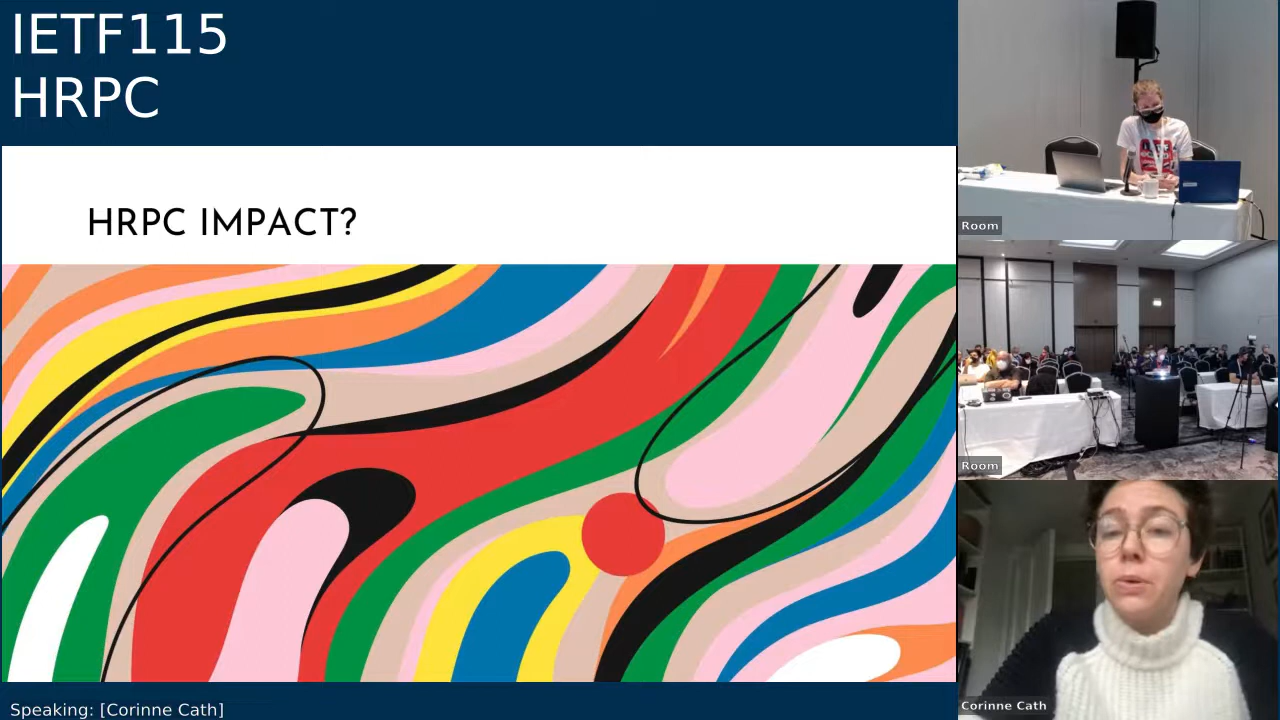 IETF115
HRPC
HRPC IMPACT?
Room
Room
Corinne Cath
Speaking: [Corinne Cath]